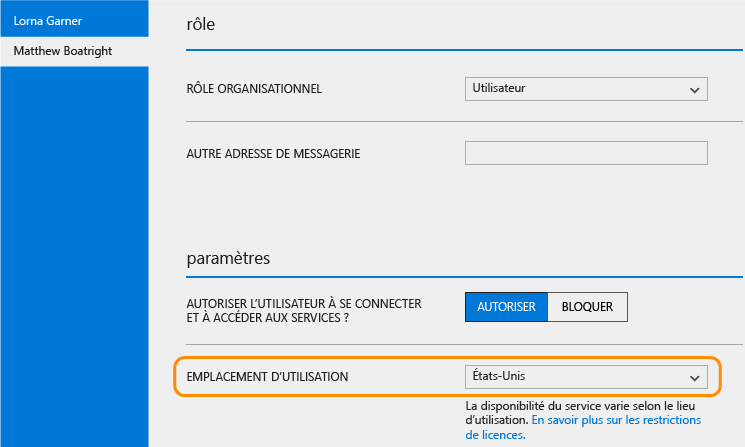 Lorna Garner
Matthew Boatright
rôle
RÔLE ORGANISATIONNEL
Utilisateur
AUTRE ADRESSE DE MESSAGERIE
paramètres
AUTORISER L'UTILISATEUR À SE CONNECTER
ET À ACCÉDER AUX SERVICES ?
AUTORISER
BLOQUER
EMPLACEMENT D'UTILISATION
États-Unis
La disponibilité du service varie selon le lieu
d'utilisation. En savoir plus sur les restrictions
de licences.